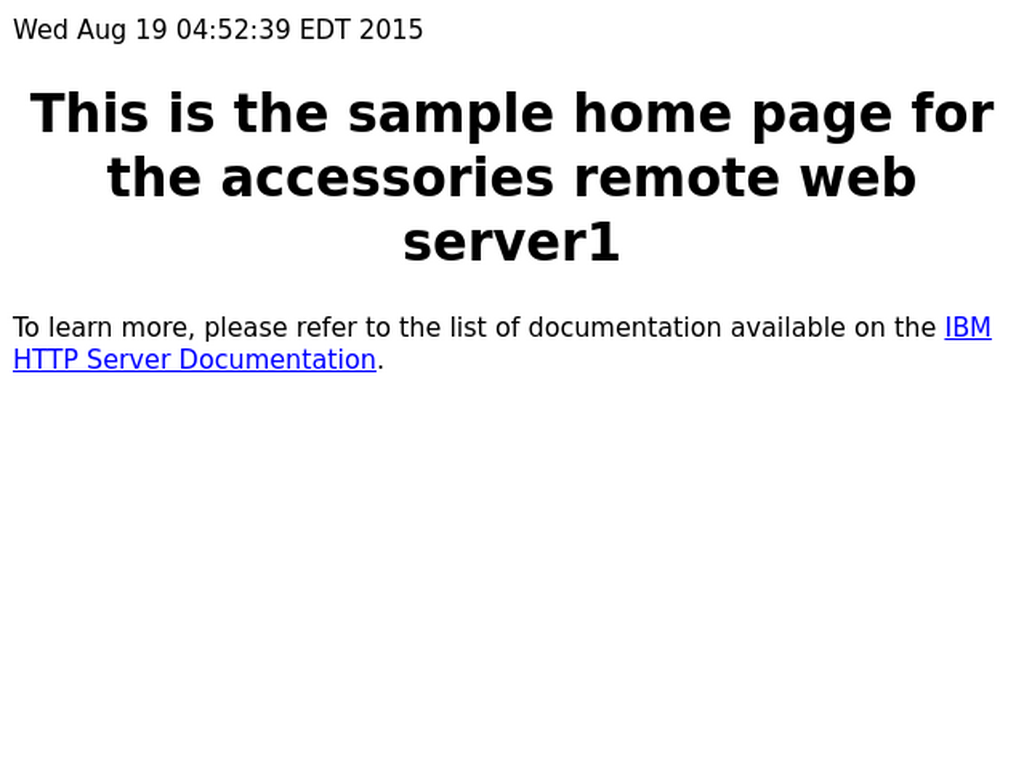 Wed Aug 19 04:52:39 EDT 2015
This is the sample home page for
the accessories remote web
server1
To learn more, please refer to the list of documentation available on the IBM
HTTP Server Documentation.